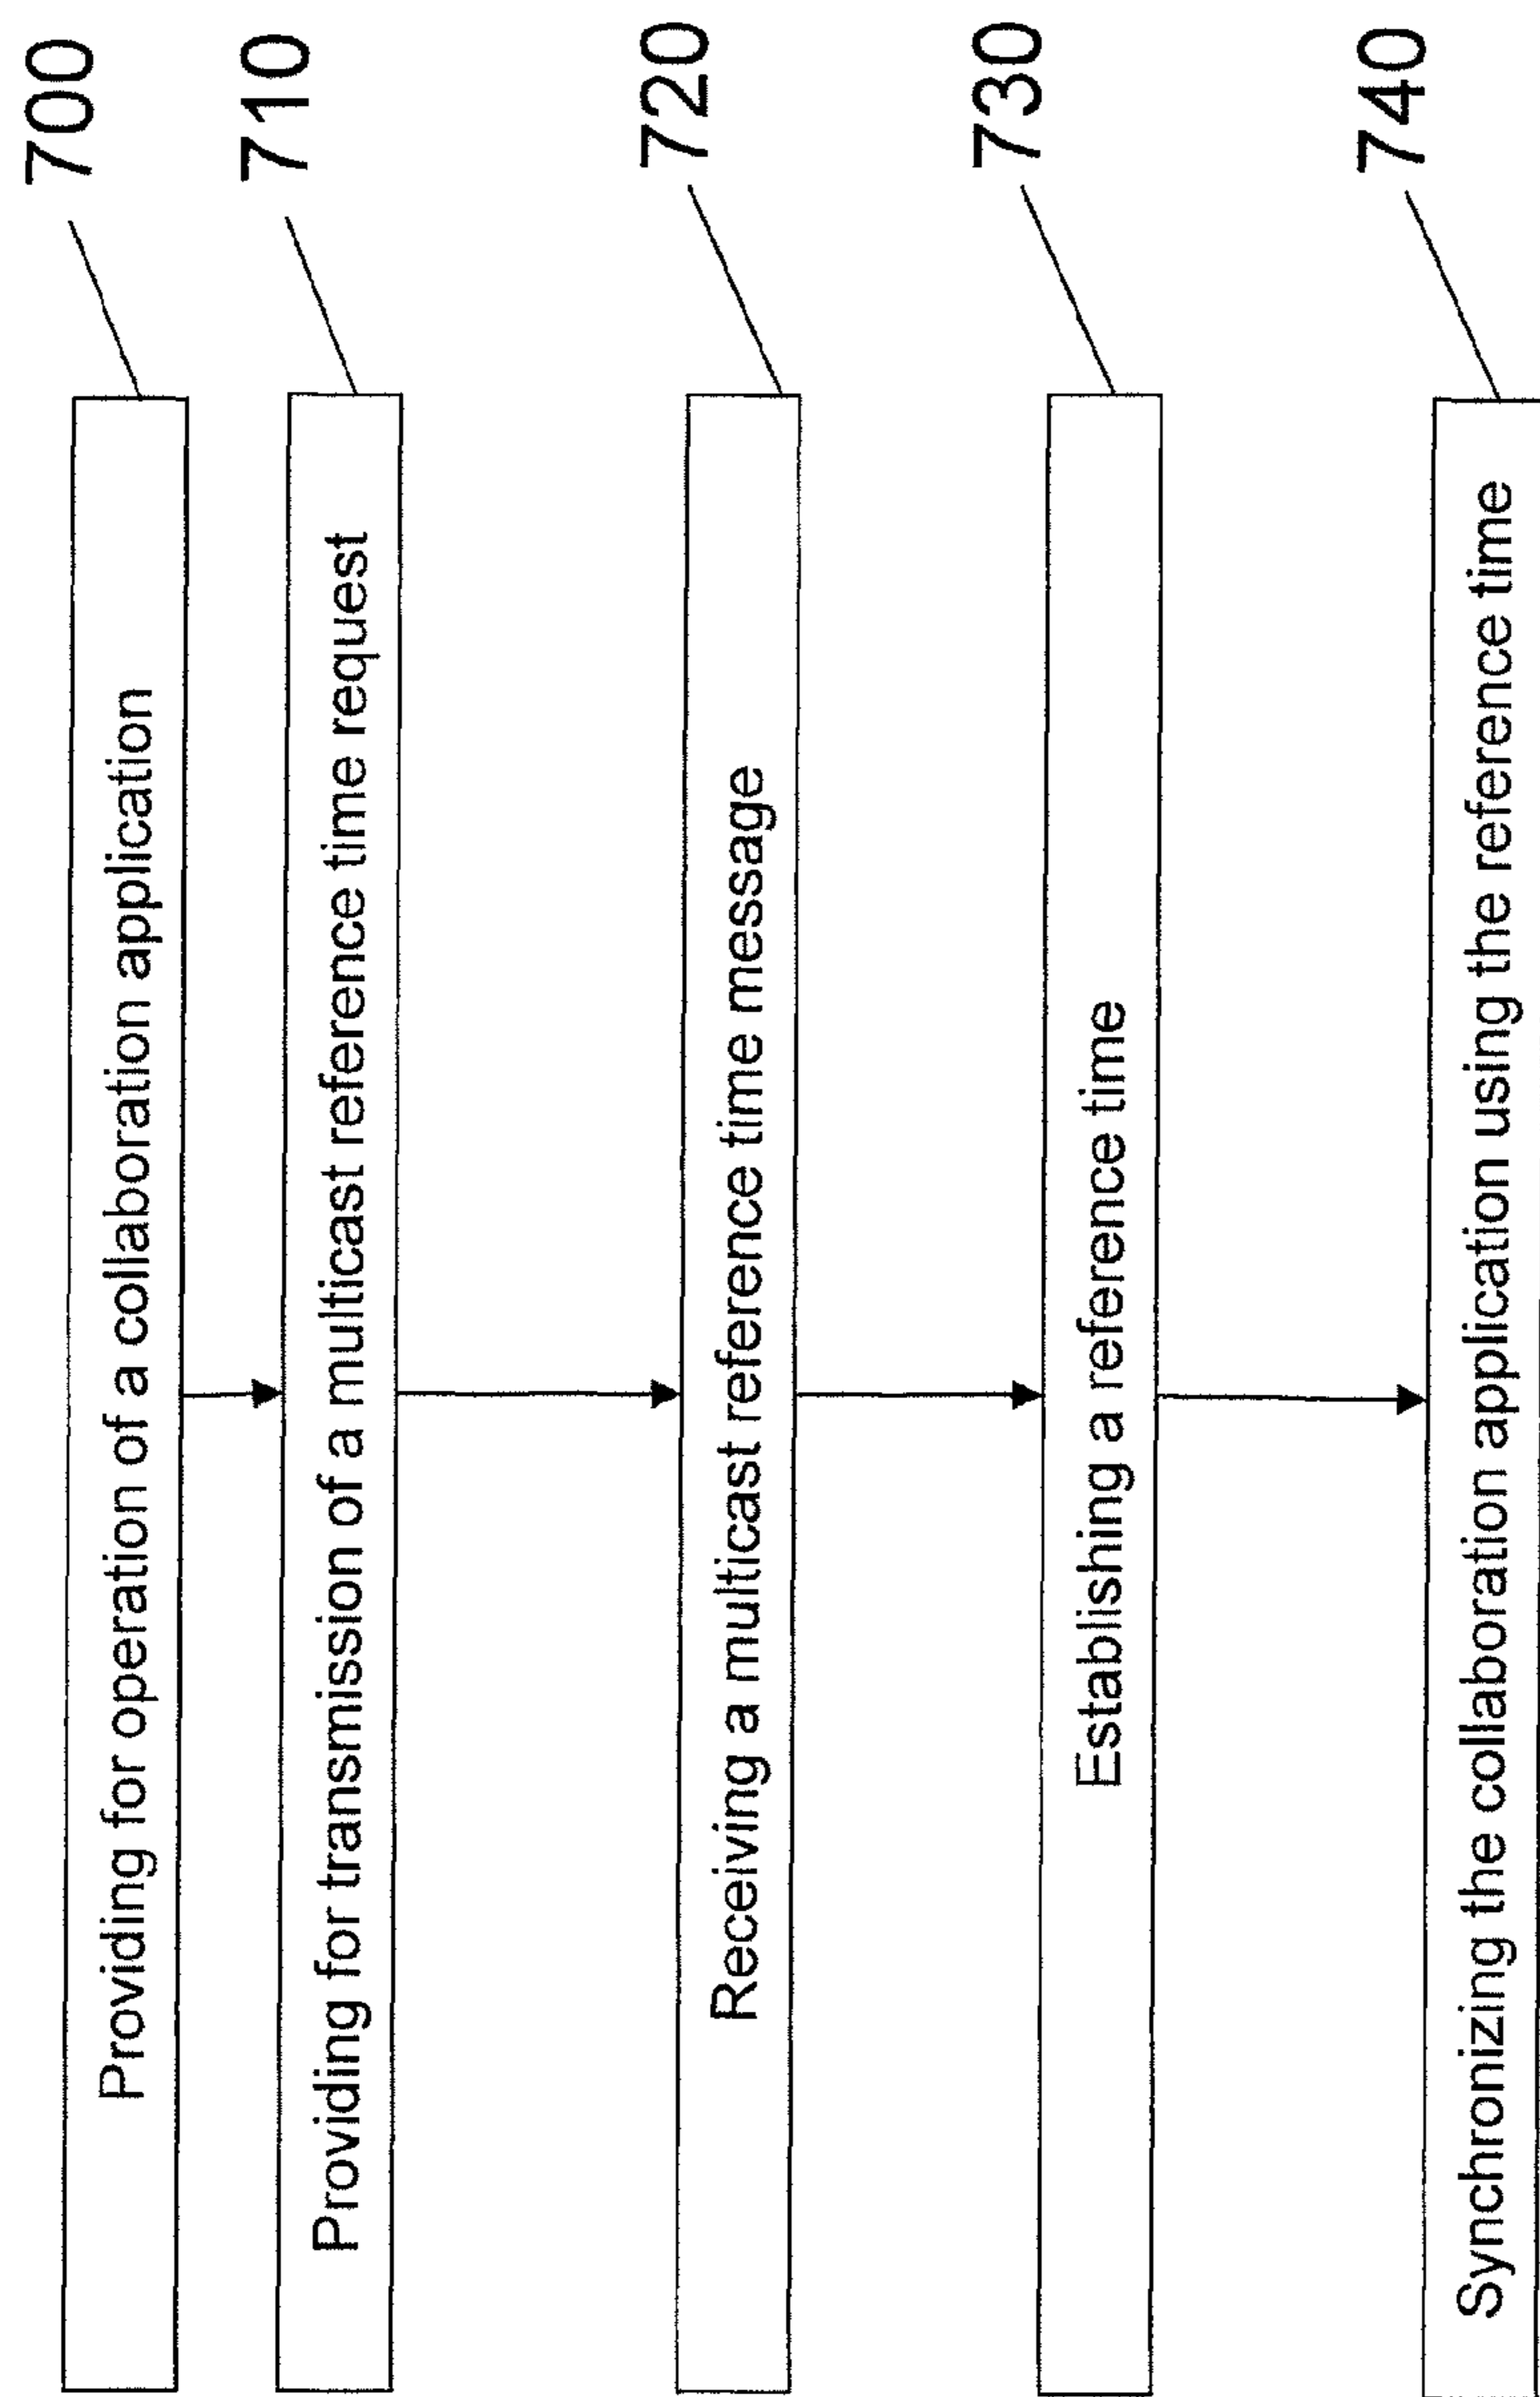 Providing for operation of a collaboration application
700
Providing for transmission of a multicast reference time request
710
Receiving a multicast reference time message
720
Establishing a reference time
730
Synchronizing the collaboration application using the reference time
740